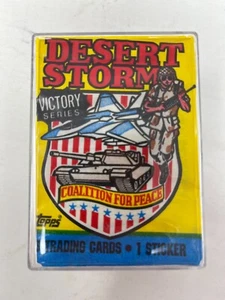 DESERT
STORM
VICTORY
SERIES
COALITION FOR PEACE
topps
TRADING CARDS • 1 STICKER